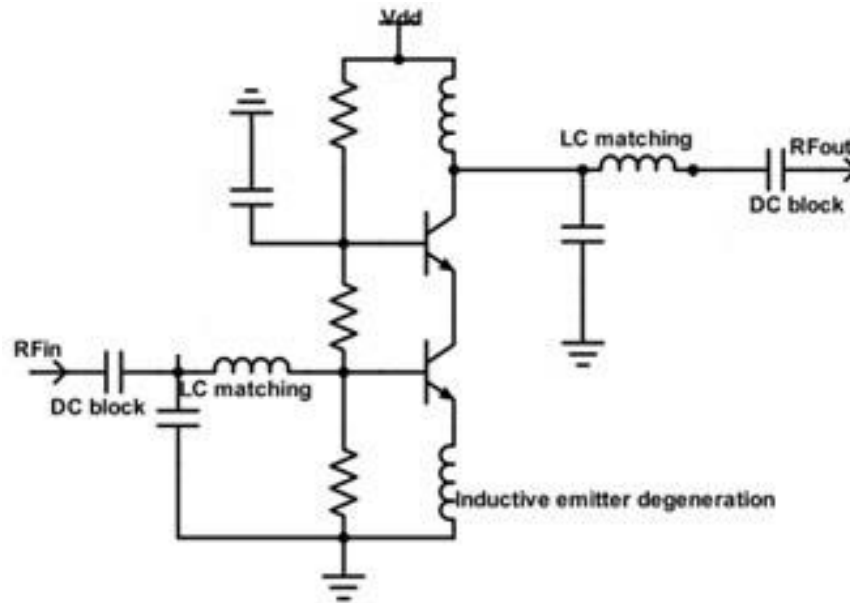 Vdd
LC matching
RFout
DC block
RFin
LC matching
DC block
Inductive emitter degeneration